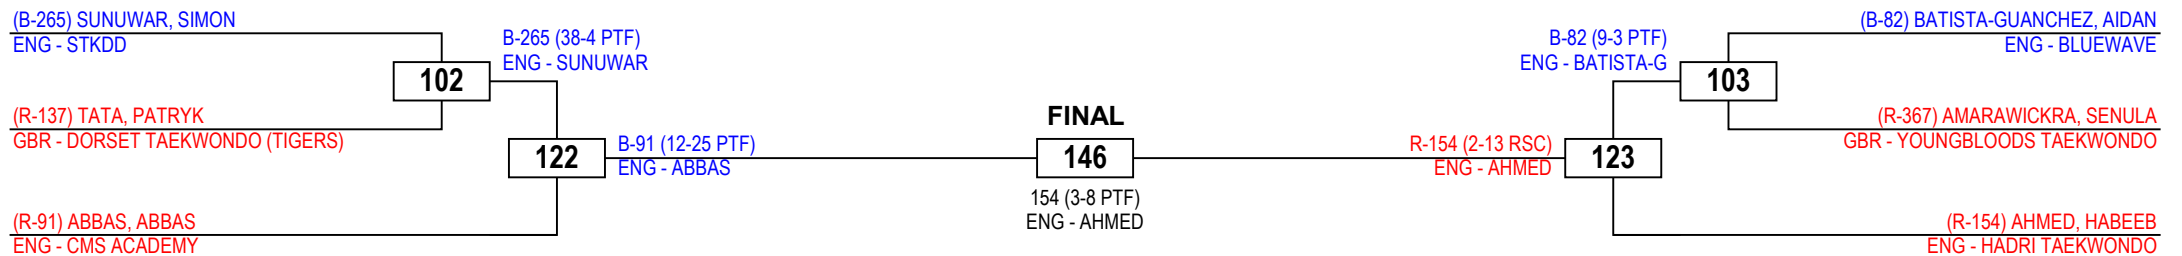 (B-265) SUNUWAR, SIMON
ENG - STKDD
102
(R-137) TATA, PATRYK
GBR - DORSET TAEKWONDO (TIGERS)
B-265 (38-4 PTF)
ENG - SUNUWAR
122
(R-91) ABBAS, ABBAS
ENG - CMS ACADEMY
B-91 (12-25 PTF)
ENG - ABBAS
FINAL
146
154 (3-8 PTF)
ENG - AHMED
R-154 (2-13 RSC)
ENG - AHMED
123
B-82 (9-3 PTF)
ENG - BATISTA-G
103
(B-82) BATISTA-GUANCHEZ, AIDAN
ENG - BLUEWAVE
(R-367) AMARAWICKRA, SENULA
GBR - YOUNGBLOODS TAEKWONDO
(R-154) AHMED, HABEEB
ENG - HADRI TAEKWONDO